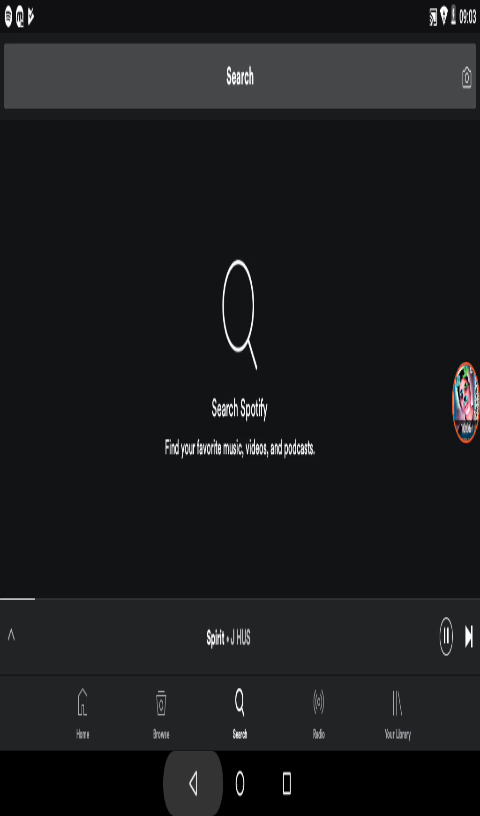 09:03
Search
Search Spotify
Find your favorite music, videos, and podcasts.
Spirit • J HUS
Home
Browse
Search
Radio
Your Library